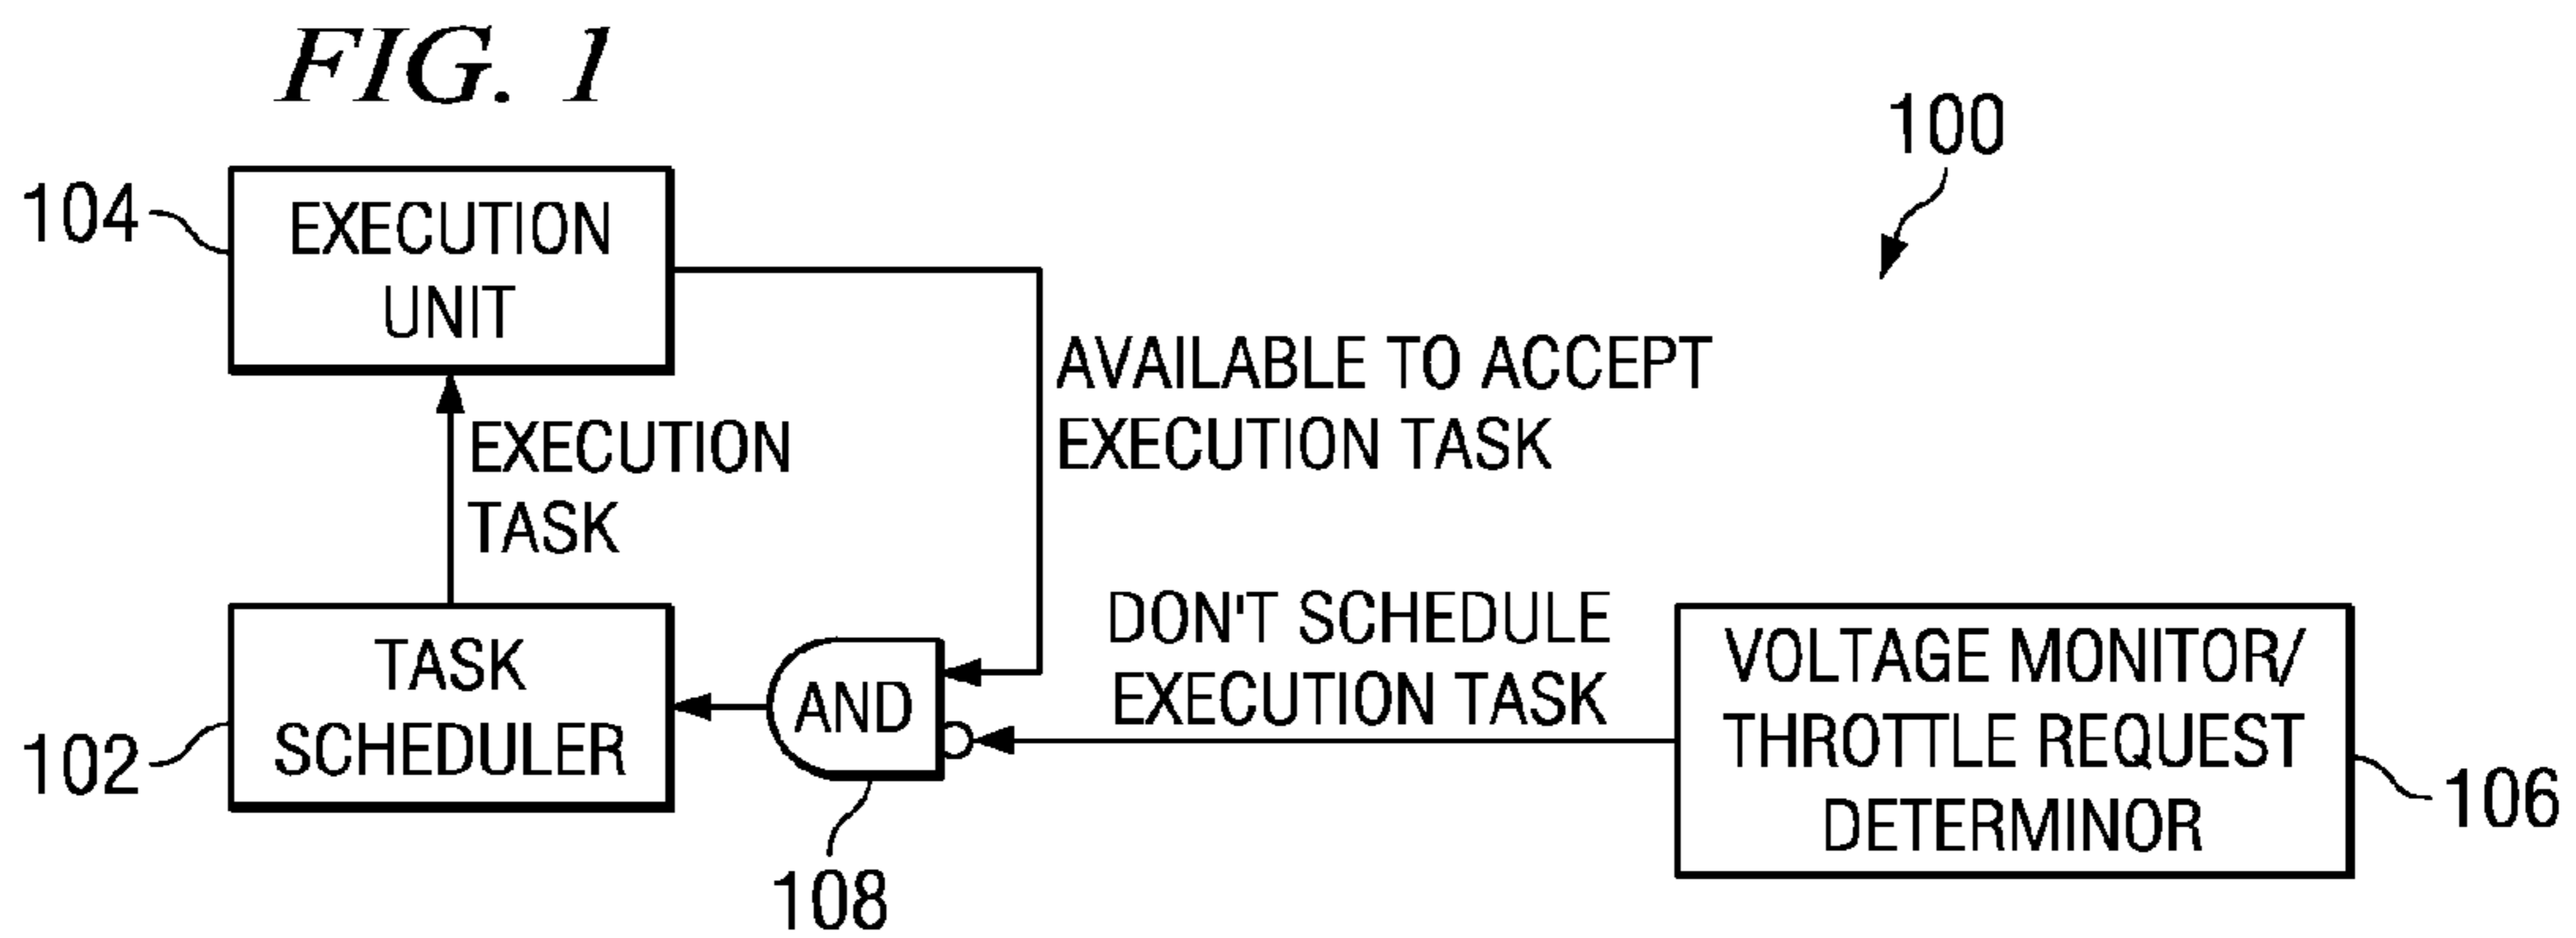 FIG. 1
100
104
EXECUTION
UNIT
AVAILABLE TO ACCEPT
EXECUTION TASK
EXECUTION
TASK
DON'T SCHEDULE
EXECUTION TASK
TASK
SCHEDULER
102
AND
108
VOLTAGE MONITOR/
THROTTLE REQUEST
DETERMINOR
106